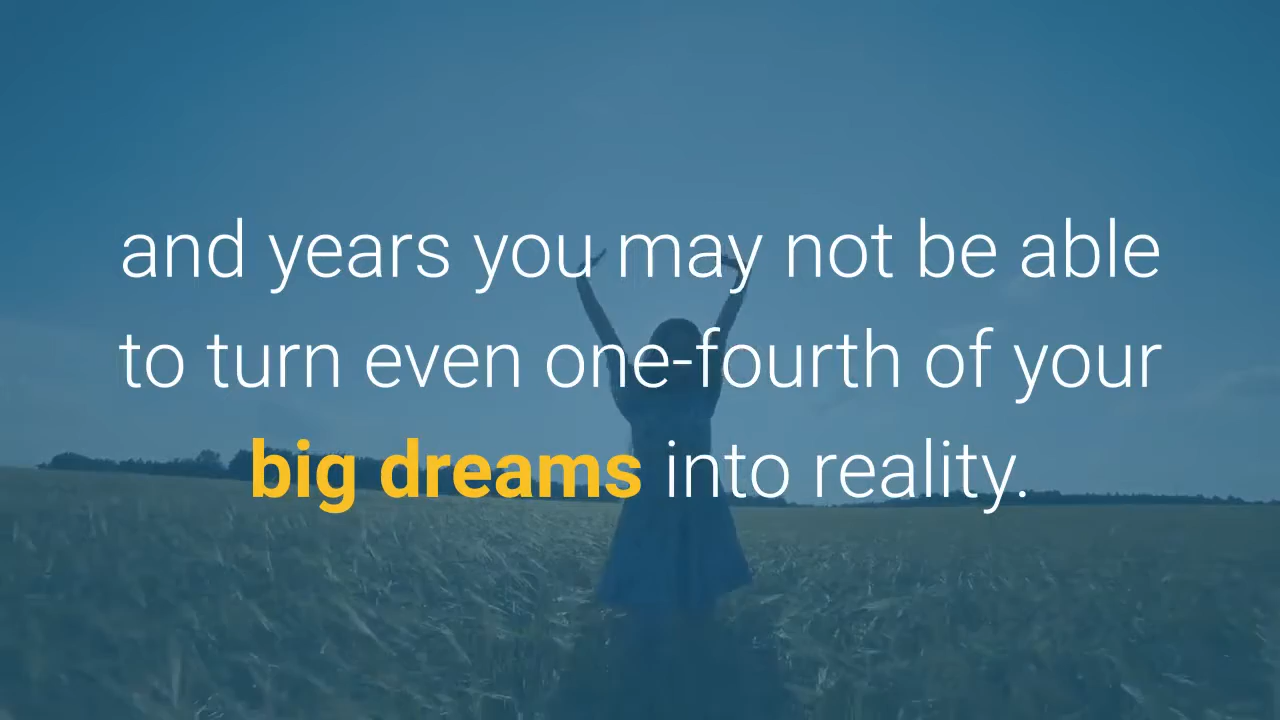 and years you may not be able
to turn even one-fourth of your
big dreams into reality.